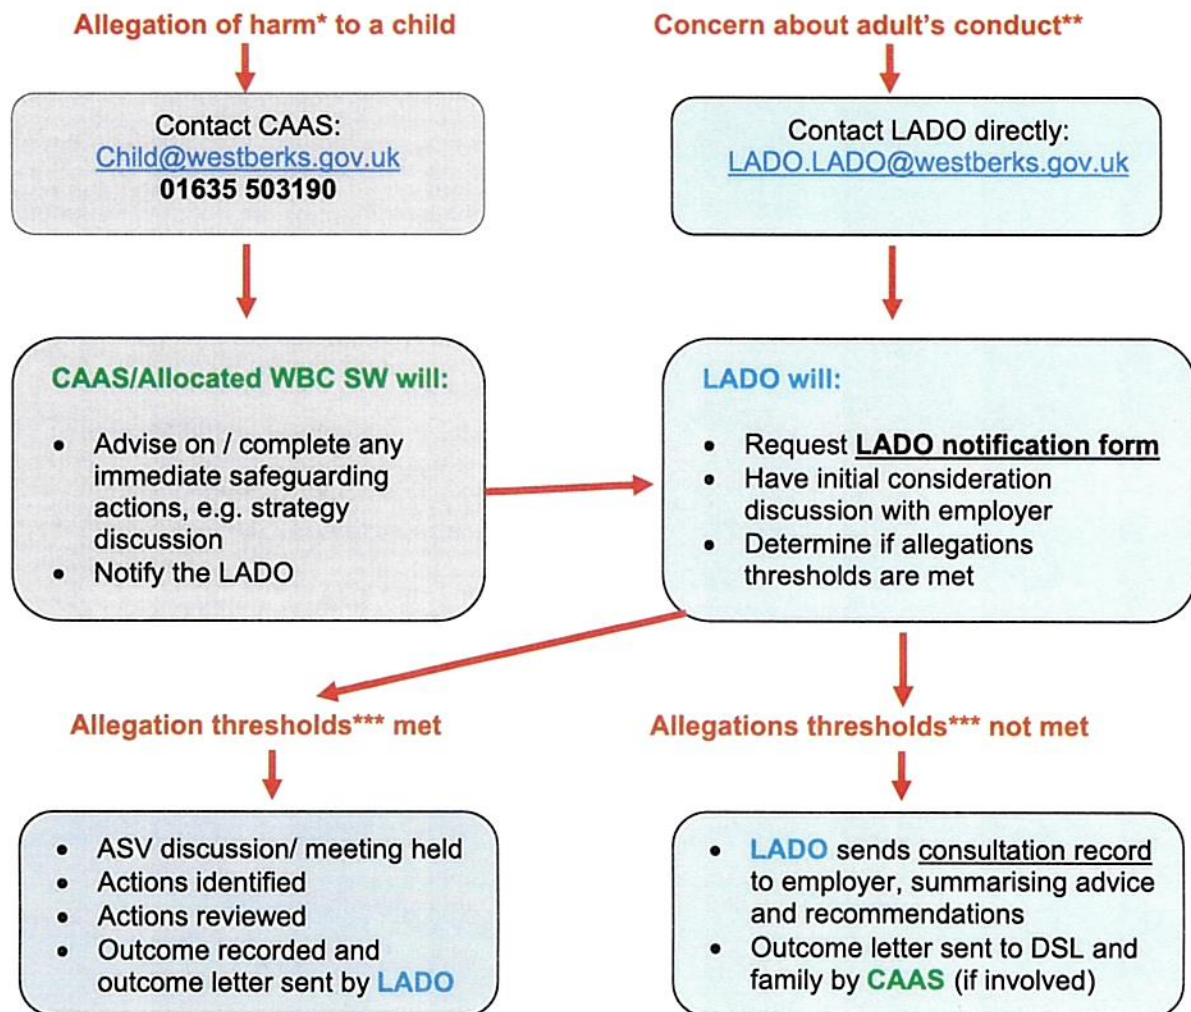 Allegation of harm* to a child
Concern about adult's conduct**
Contact CAAS:
Child@westberks.gov.uk
01635 503190
Contact LADO directly:
LADO.LADO@westberks.gov.uk
CAAS/Allocated WBC SW will:
• Advise on / complete any
immediate safeguarding
actions, e.g. strategy
discussion
• Notify the LADO
LADO will:
• Request LADO notification form
• Have initial consideration
discussion with employer
• Determine if allegations
thresholds are met
Allegation thresholds*** met
Allegations thresholds*** not met
• ASV discussion/ meeting held
• Actions identified
• Actions reviewed
• Outcome recorded and
outcome letter sent by LADO
• LADO sends consultation record
to employer, summarising advice
and recommendations
• Outcome letter sent to DSL and
family by CAAS (if involved)